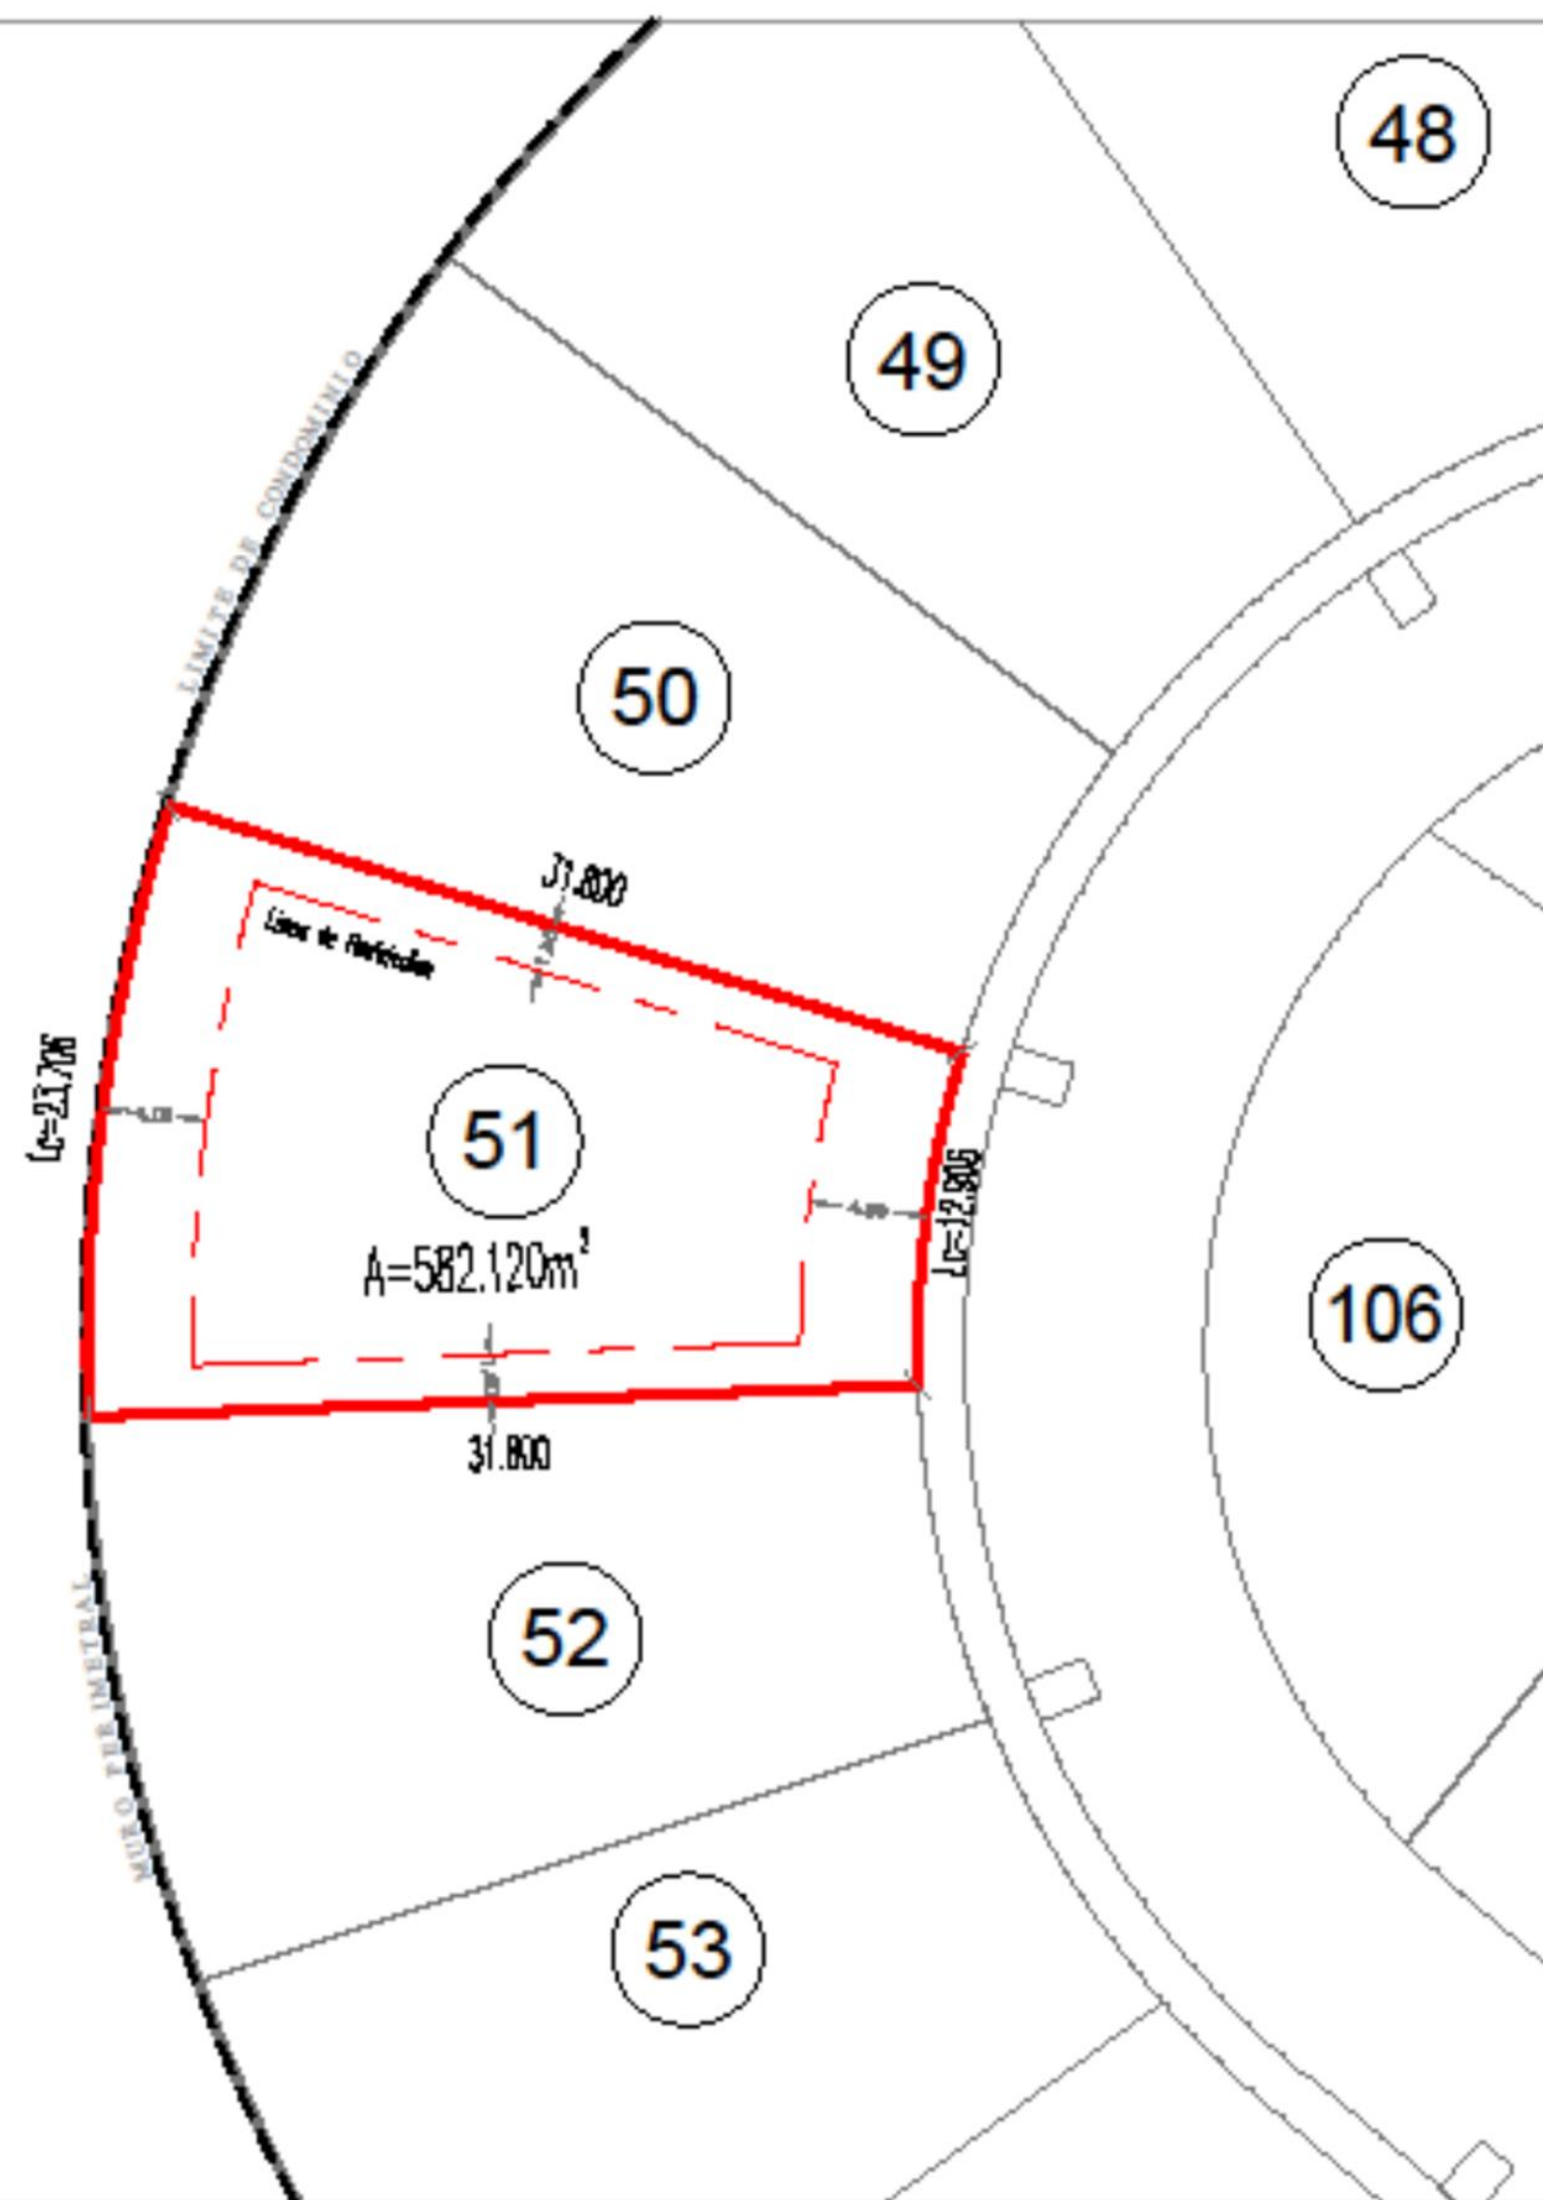 48
49
LIMITE DE CONDOMINIO
50
31.800
51
Lc=23.706
Lc=12.906
A=582.120m²
106
31.800
52
MURO PERIMETRAL
53